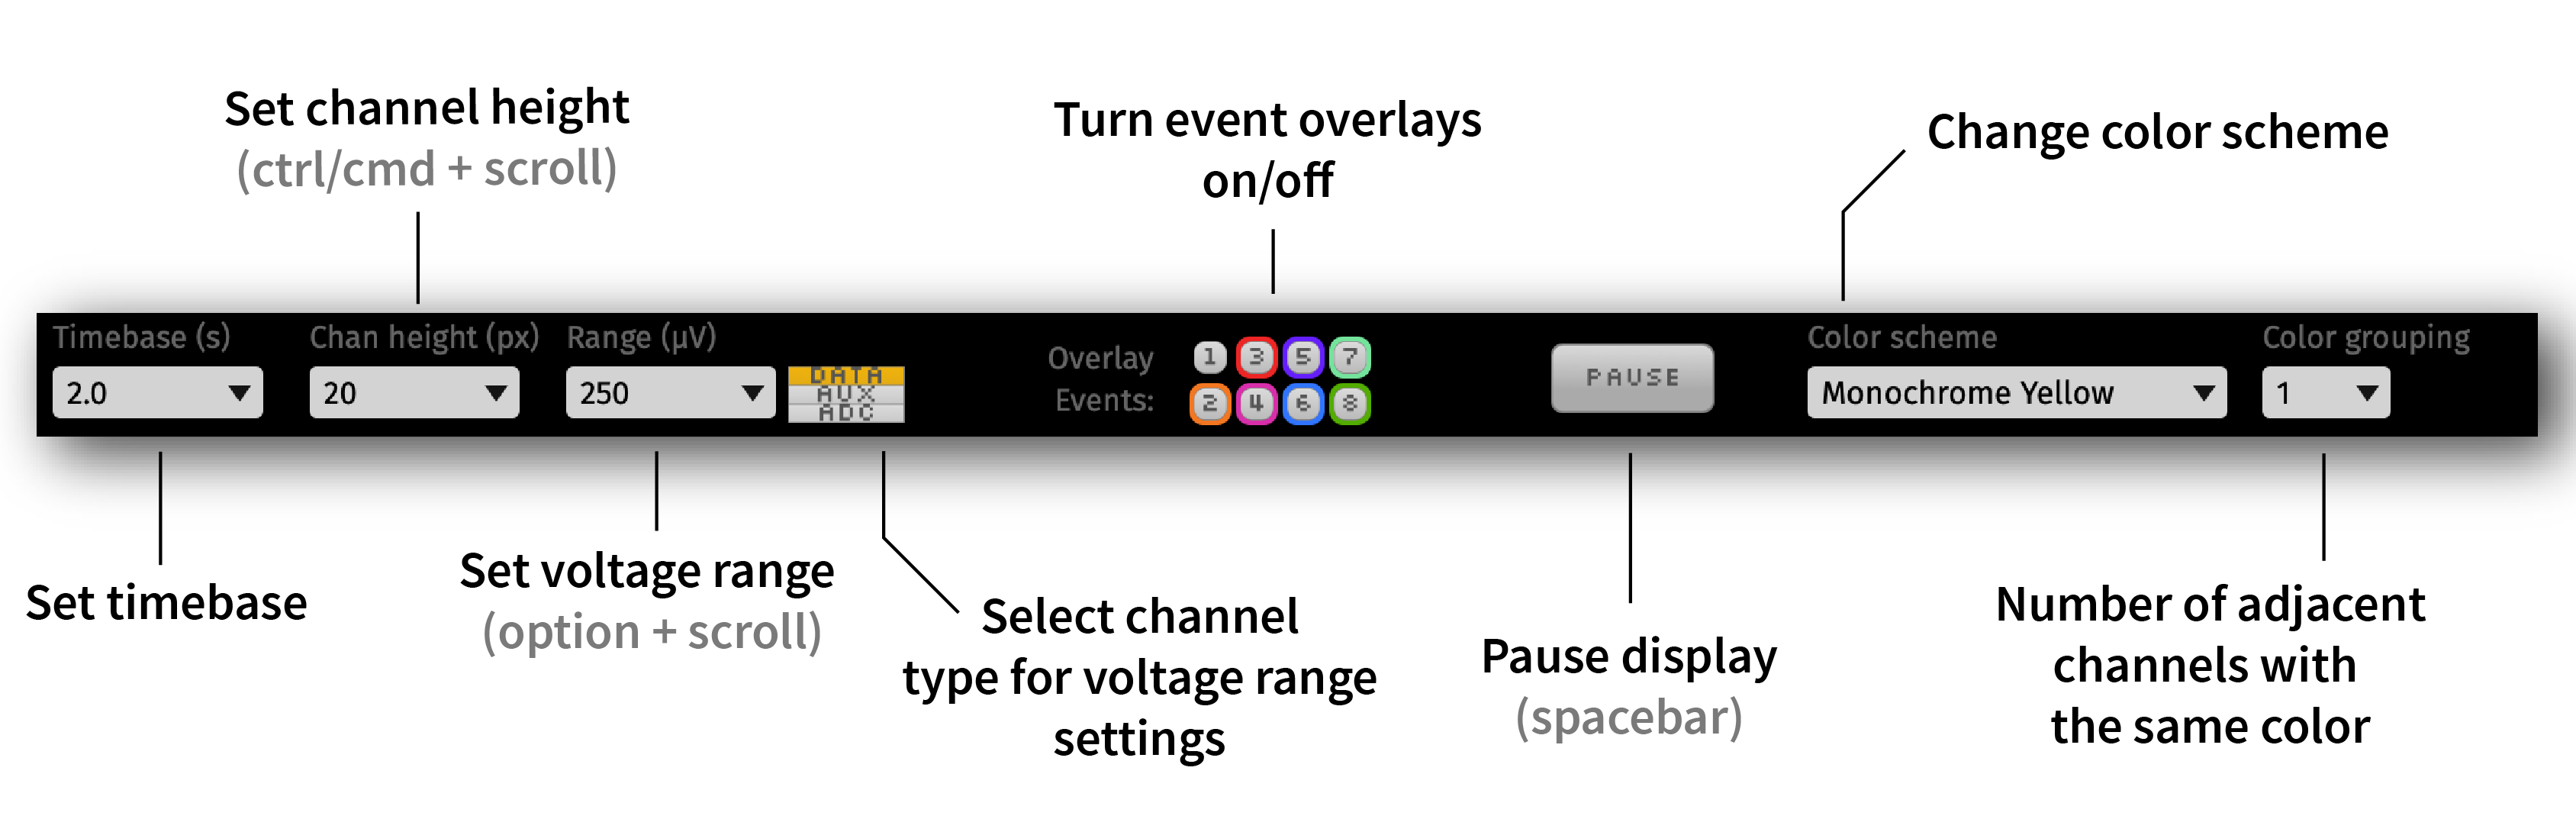 Set channel height
(ctrl/cmd + scroll)
Turn event overlays
on/off
Change color scheme
Timebase (s)
Chan height (px)
Range (µV)
Color scheme
Color grouping
2.0
20
250
DATA
AUX
ADC
Overlay
Events:
1 3 5 7
2 4 6 8
PAUSE
Monochrome Yellow
1
Set timebase
Set voltage range
(option + scroll)
Select channel
type for voltage range
settings
Pause display
(spacebar)
Number of adjacent
channels with
the same color